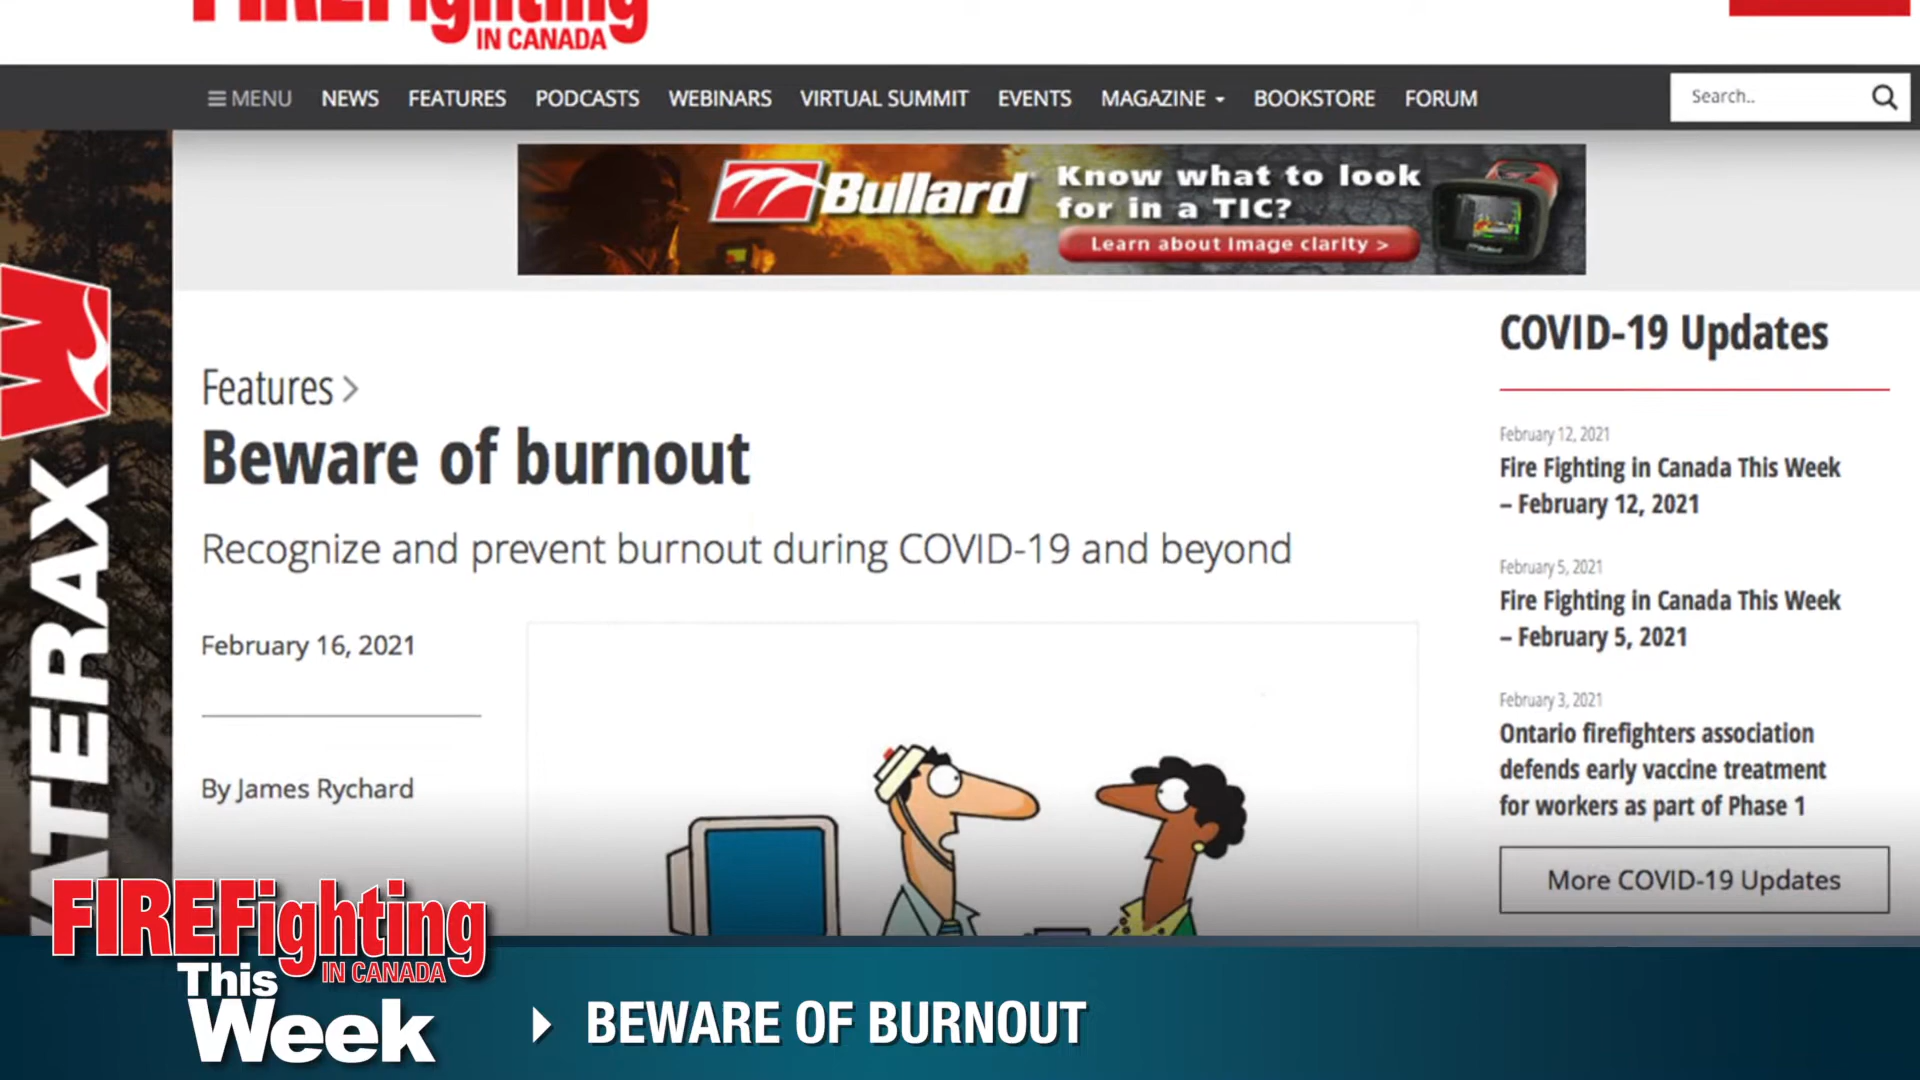 FIREFighting
IN CANADA
MENU NEWS FEATURES PODCASTS WEBINARS VIRTUAL SUMMIT EVENTS MAGAZINE BOOKSTORE FORUM
Search..
Bullard
Know what to look
for in a TIC?
Learn about image clarity >
W
ATERAX
Features >
Beware of burnout
Recognize and prevent burnout during COVID-19 and beyond
February 16, 2021
By James Rychard
COVID-19 Updates
February 12, 2021
Fire Fighting in Canada This Week
– February 12, 2021
February 5, 2021
Fire Fighting in Canada This Week
– February 5, 2021
February 3, 2021
Ontario firefighters association
defends early vaccine treatment
for workers as part of Phase 1
More COVID-19 Updates
FIREFighting
IN CANADA
This
Week
BEWARE OF BURNOUT